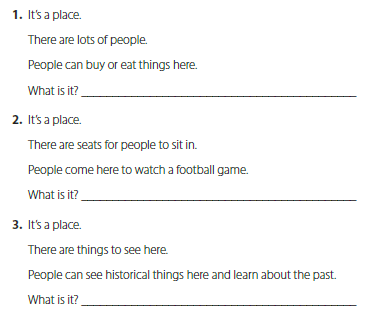 1. It's a place.
There are lots of people.
People can buy or eat things here.
What is it?
2. It's a place.
There are seats for people to sit in.
People come here to watch a football game.
What is it?
3. It's a place.
There are things to see here.
People can see historical things here and learn about the past.
What is it?